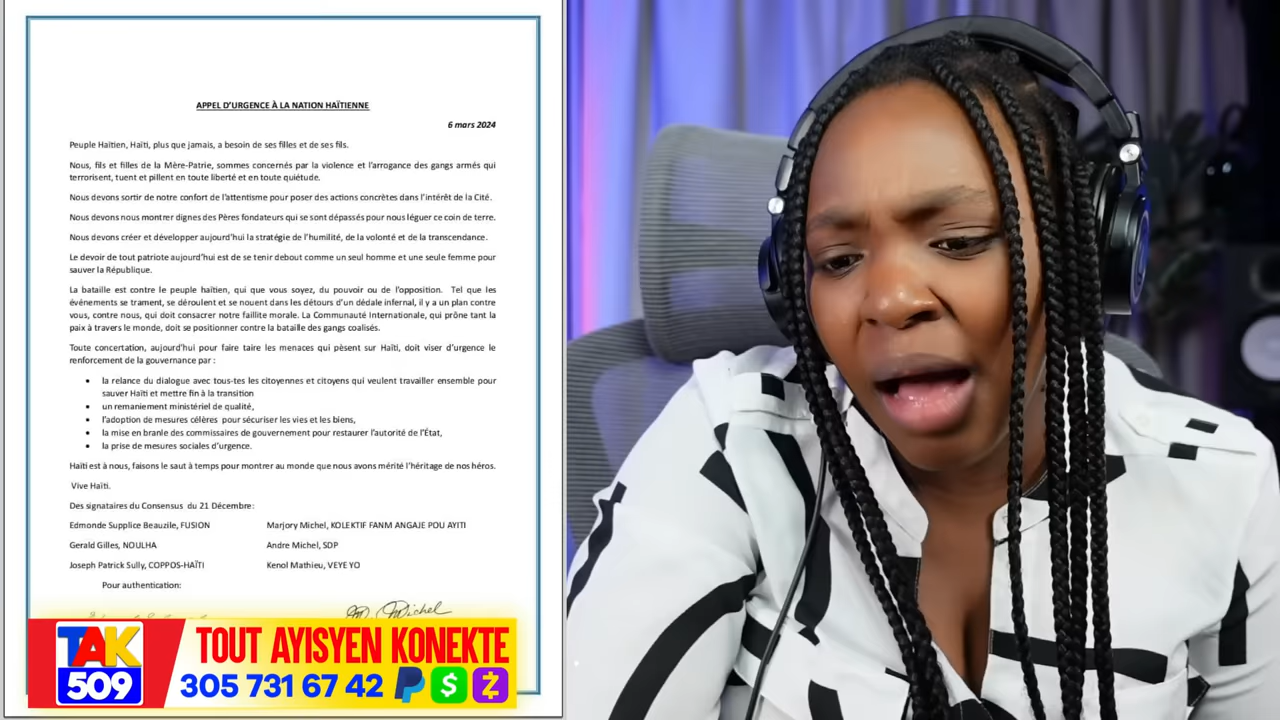 APPEL D'URGENCE À LA NATION HAÏTIENNE
6 mars 2024
Peuple Haïtien, Haïti, plus que jamais, a besoin de ses filles et de ses fils.
Nous, fils et filles de la Mère-Patrie, sommes concernés par la violence et l'arrogance des gangs armés qui
terrorisent, tuent et pillent en toute liberté et en toute quiétude.
Nous devons sortir de notre confort de l'attentisme pour poser des actions concrètes dans l'intérêt de la Cité.
Nous devons nous montrer dignes des Pères fondateurs qui se sont dépassés pour nous léguer ce coin de terre.
Nous devons créer et développer aujourd'hui la stratégie de l'humilité, de la volonté et de la transcendance.
Le devoir de tout patriote aujourd'hui est de se tenir debout comme un seul homme et une seule femme pour
sauver la République.
La bataille est contre le peuple haïtien, qui que vous soyez, du pouvoir ou de l'opposition. Tel que les
événements se trament, se déroulent et se nouent dans les détours d'un dédale infernal, il y a un plan contre
vous, contre nous, qui doit consacrer notre faillite morale. La Communauté Internationale, qui prône tant la
paix à travers le monde, doit se positionner contre la bataille des gangs coalisés.
Toute concertation, aujourd'hui pour faire taire les menaces qui pèsent sur Haïti, doit viser d'urgence le
renforcement de la gouvernance par :
• la relance du dialogue avec tous-tes les citoyennes et citoyens qui veulent travailler ensemble pour
sauver Haïti et mettre fin à la transition
• un remaniement ministériel de qualité,
• l'adoption de mesures célères pour sécuriser les vies et les biens,
• la mise en branle des commissaires de gouvernement pour restaurer l'autorité de l'État,
• la prise de mesures sociales d'urgence.
Haïti est à nous, faisons le saut à temps pour montrer au monde que nous avons mérité l'héritage de nos héros.
Vive Haïti.
Des signataires du Consensus du 21 Décembre:
Edmonde Supplice Beauzile, FUSION Marjory Michel, KOLEKTIF FANM ANGAJE POU AYITI
Gerald Gilles, NOULHA Andre Michel, SDP
Joseph Patrick Sully, COPPOS-HAÏTI Kenol Mathieu, VEYE YO
Pour authentication:
M. Michel
TAK
509
TOUT AYISYEN KONEKTE
305 731 67 42